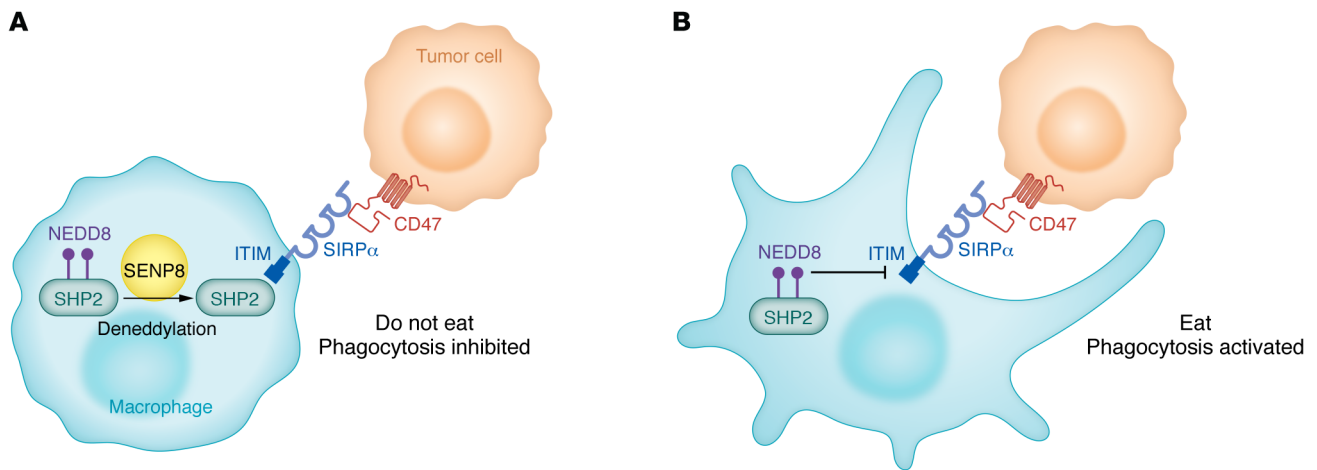 A
Tumor cell
NEDD8
SENP8
ITIM
SIRPα
CD47
SHP2
SHP2
Deneddylation
Do not eat
Phagocytosis inhibited
Macrophage
B
NEDD8
ITIM
SIRPα
CD47
SHP2
Eat
Phagocytosis activated